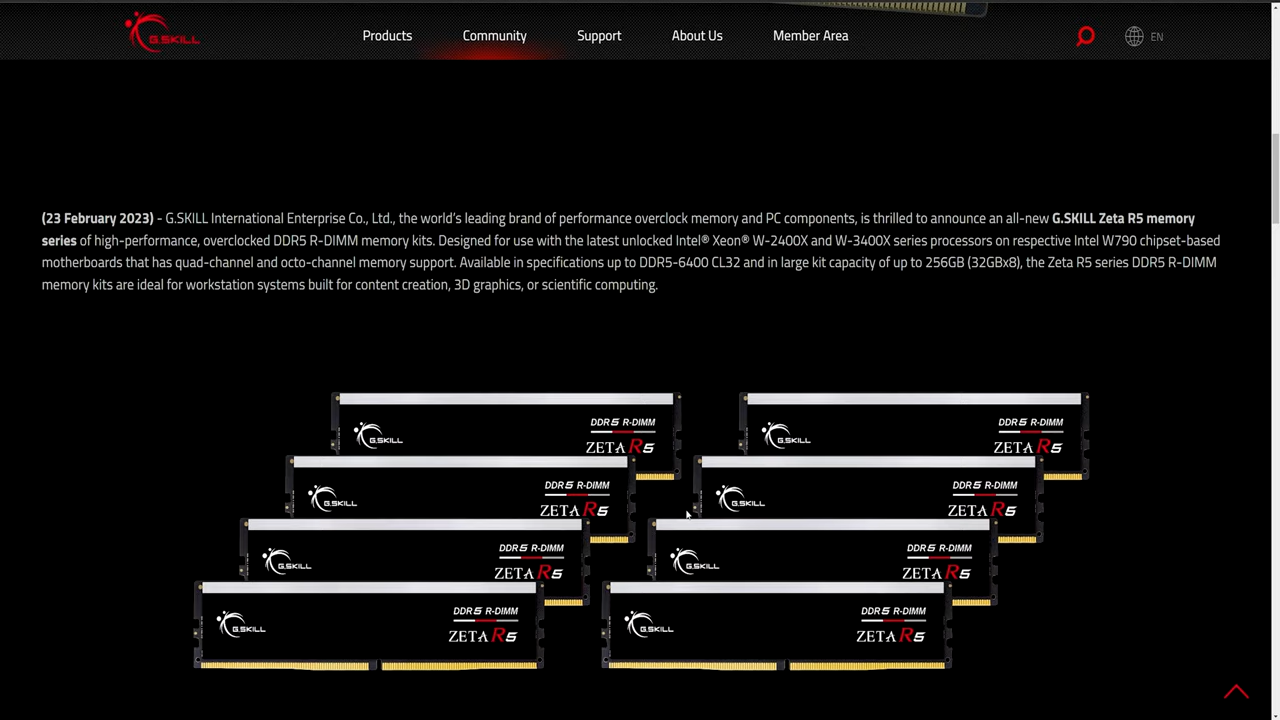 G.SKILL
Products
Community
Support
About Us
Member Area
EN
(23 February 2023) - G.SKILL International Enterprise Co., Ltd., the world's leading brand of performance overclock memory and PC components, is thrilled to announce an all-new G.SKILL Zeta R5 memory
series of high-performance, overclocked DDR5 R-DIMM memory kits. Designed for use with the latest unlocked Intel® Xeon® W-2400X and W-3400X series processors on respective Intel W790 chipset-based
motherboards that has quad-channel and octo-channel memory support. Available in specifications up to DDR5-6400 CL32 and in large kit capacity of up to 256GB (32GBx8), the Zeta R5 series DDR5 R-DIMM
memory kits are ideal for workstation systems built for content creation, 3D graphics, or scientific computing.
G.SKILL
DDR5 R-DIMM
ZETA R5
G.SKILL
DDR5 R-DIMM
ZETA R5
G.SKILL
DDR5 R-DIMM
ZETA R5
G.SKILL
DDR5 R-DIMM
ZETA R5
G.SKILL
DDR5 R-DIMM
ZETA R5
G.SKILL
DDR5 R-DIMM
ZETA R5
G.SKILL
DDR5 R-DIMM
ZETA R5
G.SKILL
DDR5 R-DIMM
ZETA R5